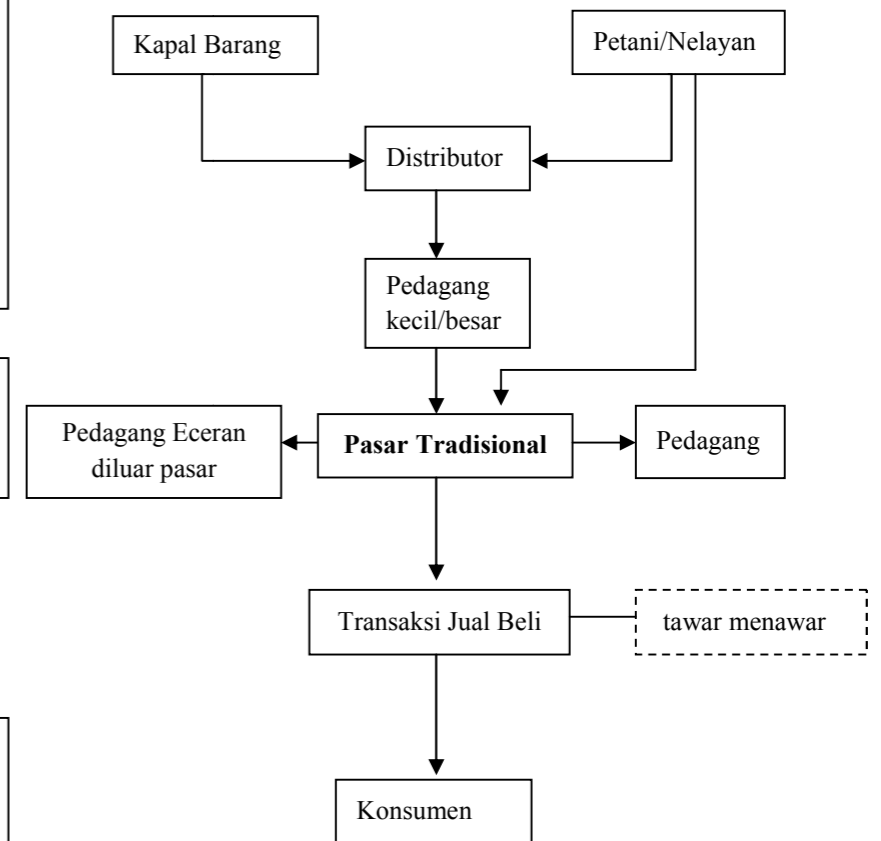 Kapal Barang
Petani/Nelayan
Distributor
Pedagang
kecil/besar
Pedagang Eceran
diluar pasar
Pasar Tradisional
Pedagang
Transaksi Jual Beli
tawar menawar
Konsumen